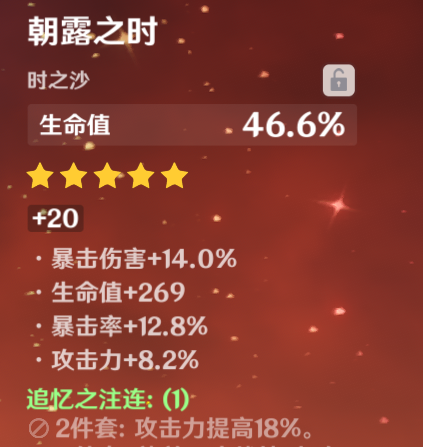 朝露之时
时之沙
生命值 46.6%
+20
·暴击伤害+14.0%
·生命值+269
·暴击率+12.8%
·攻击力+8.2%
追忆之注连: (1)
2件套: 攻击力提高18%。